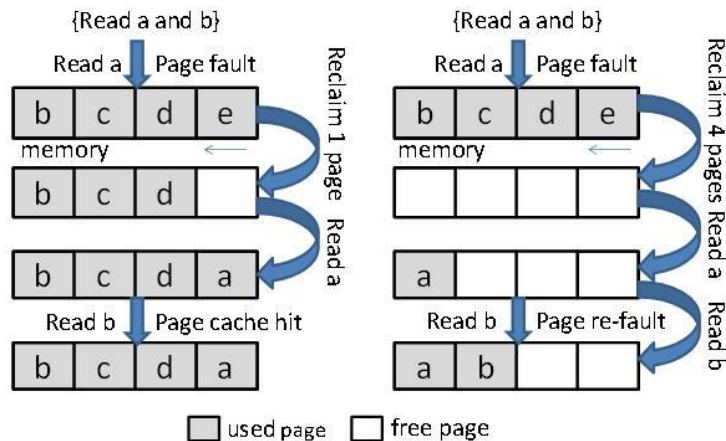 {Read a and b}
Read a Page fault
b c d e
memory
Reclaim 1 page
b c d
Read a
b c d a
Read b Page cache hit
b c d a
{Read a and b}
Read a Page fault
b c d e
memory
Reclaim 4 pages
Read a
a
Read b Page re-fault
Read b
a b
used page free page